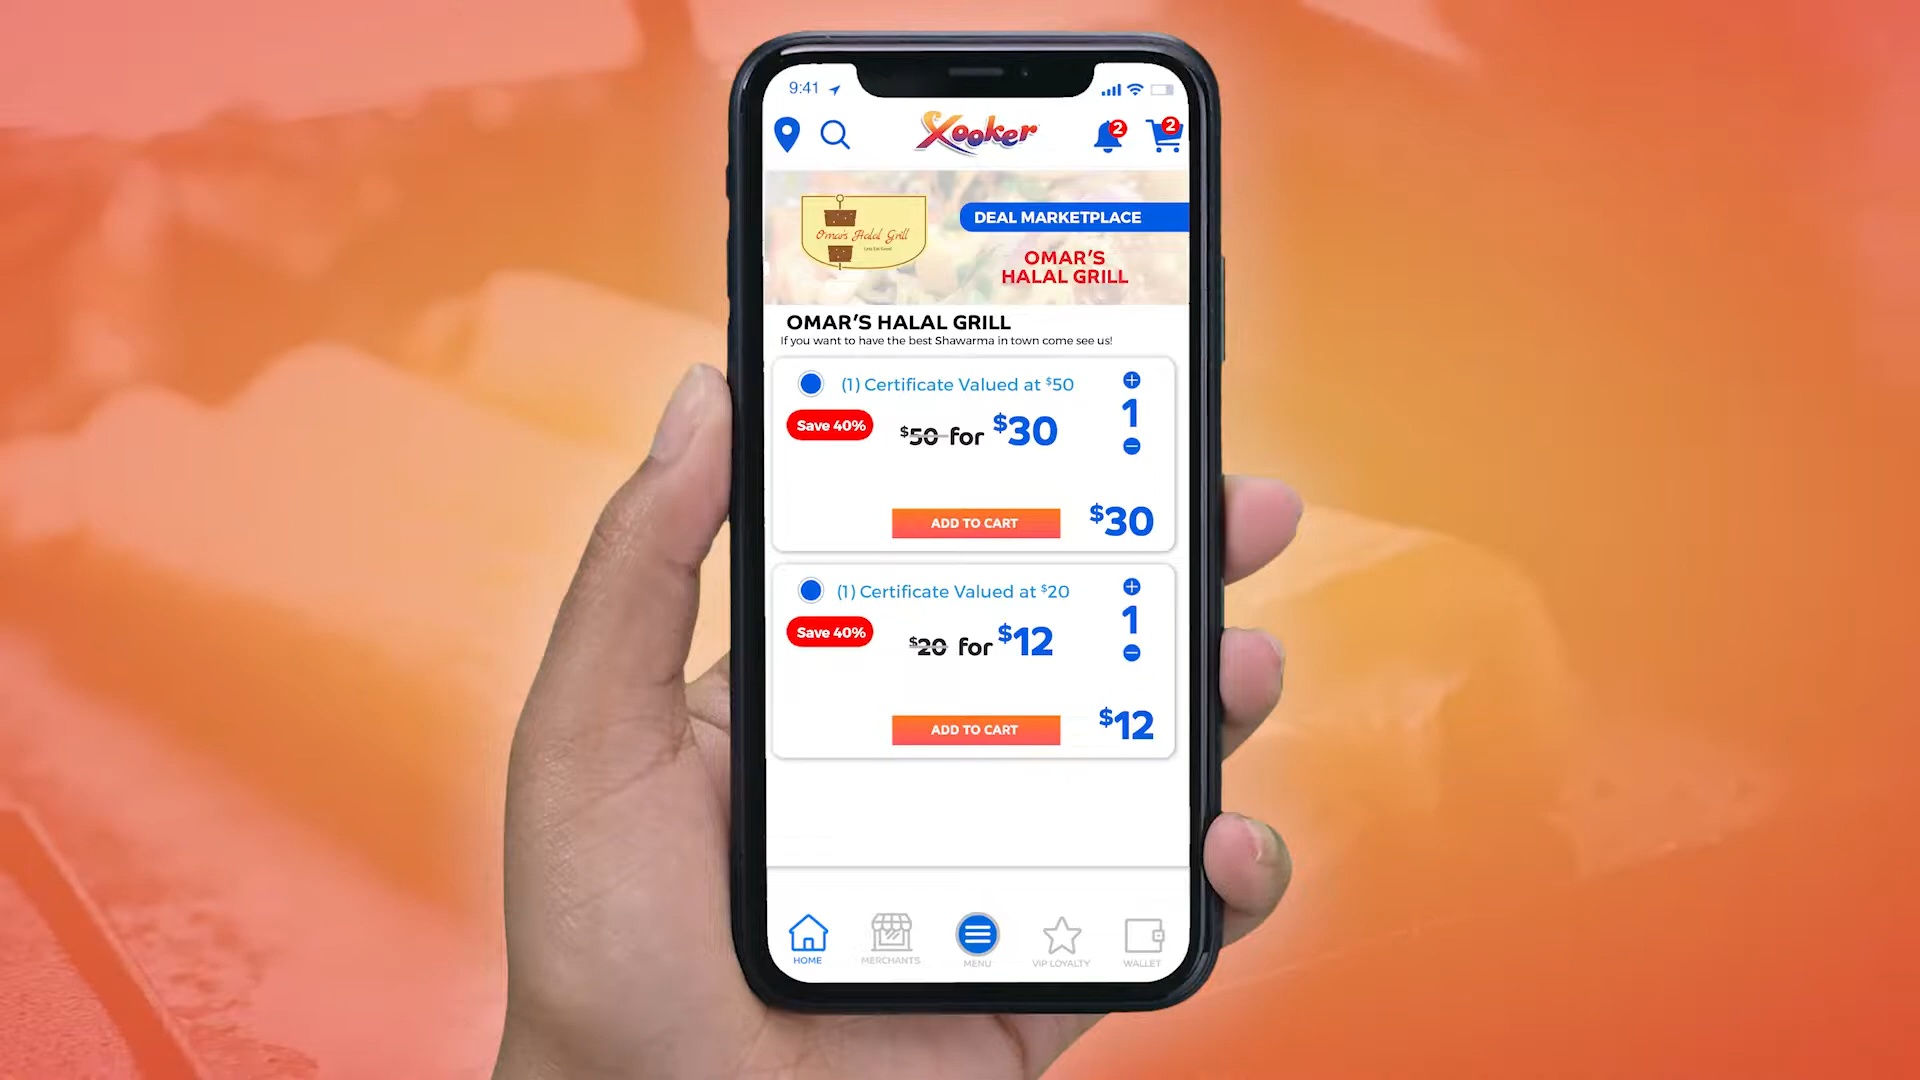 9:41
Xooker
2
2
Omar's Halal Grill
Lets Eat Good
DEAL MARKETPLACE
OMAR'S
HALAL GRILL
OMAR'S HALAL GRILL
If you want to have the best Shawarma in town come see us!
(1) Certificate Valued at $50
Save 40%
$50 for $30
1
ADD TO CART
$30
(1) Certificate Valued at $20
Save 40%
$20 for $12
1
ADD TO CART
$12
HOME
MERCHANTS
MENU
VIP LOYALTY
WALLET